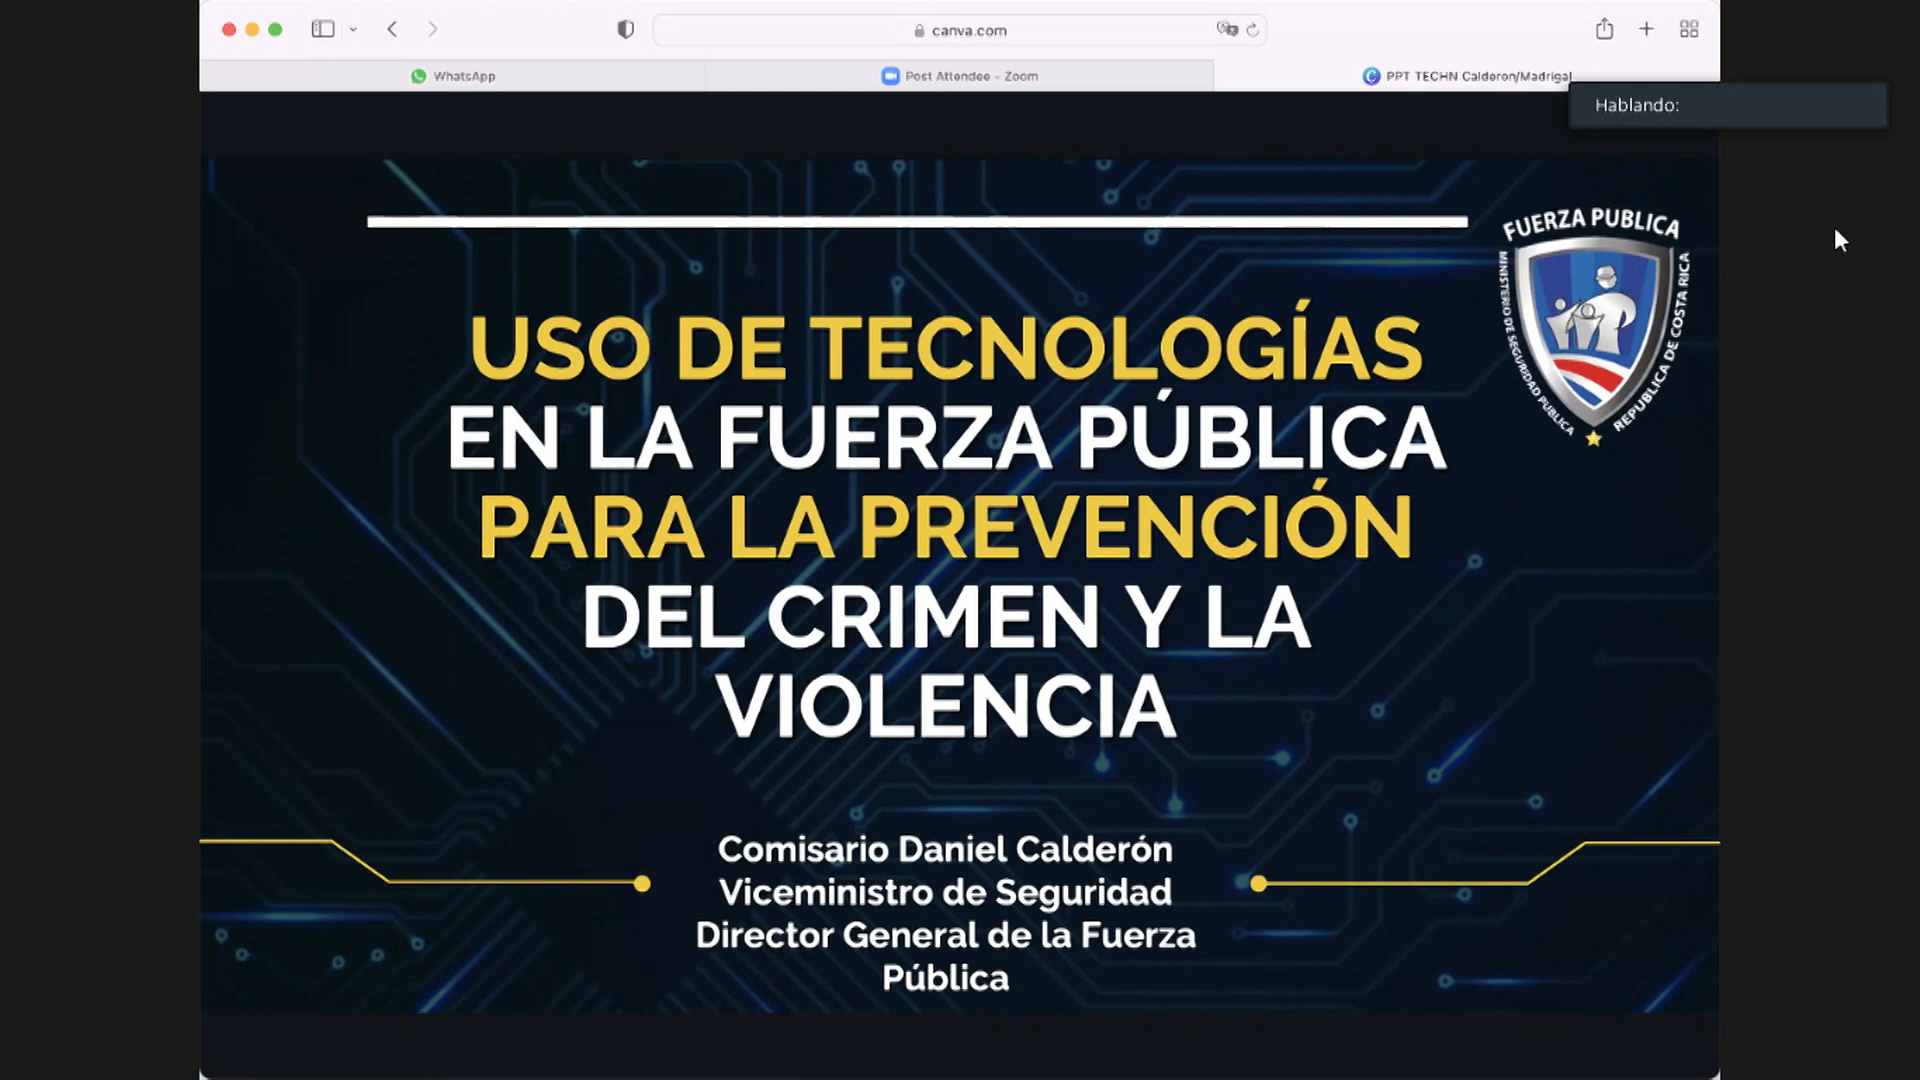 canva.com
WhatsApp
Post Attendee - Zoom
PPT TECHN Calderon/Madrigal
Hablando:
FUERZA PUBLICA
MINISTERIO DE SEGURIDAD PUBLICA
REPUBLICA DE COSTA RICA
USO DE TECNOLOGÍAS
EN LA FUERZA PÚBLICA
PARA LA PREVENCIÓN
DEL CRIMEN Y LA
VIOLENCIA
Comisario Daniel Calderón
Viceministro de Seguridad
Director General de la Fuerza
Pública